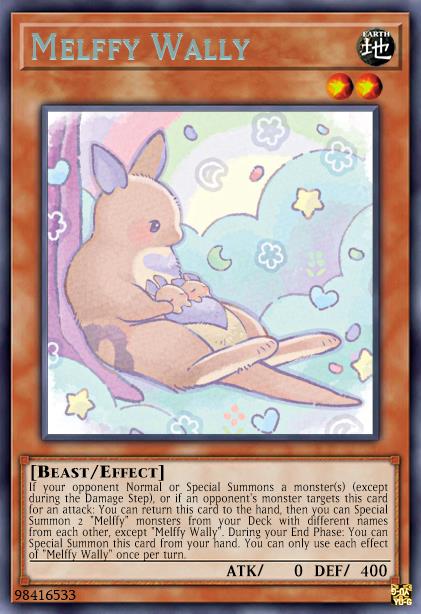 MELFFY WALLY
EARTH
地
[BEAST/EFFECT]
If your opponent Normal or Special Summons a monster(s) (except
during the Damage Step), or if an opponent's monster targets this card
for an attack: You can return this card to the hand, then you can Special
Summon 2 "Melffy" monsters from your Deck with different names
from each other, except "Melffy Wally". During your End Phase: You can
Special Summon this card from your hand. You can only use each effect
of "Melffy Wally" once per turn.
ATK/ 0 DEF/ 400
98416533